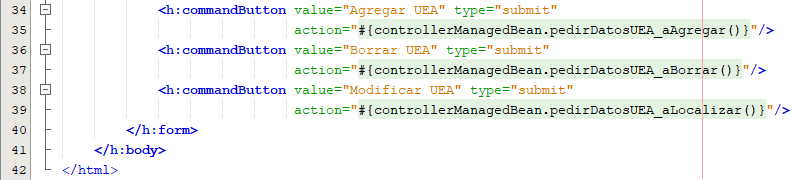 34 <h:commandButton value="Agregar UEA" type="submit"
35 action="#{controllerManagedBean.pedirDatosUEA_aAgregar()}"/>
36 <h:commandButton value="Borrar UEA" type="submit"
37 action="#{controllerManagedBean.pedirDatosUEA_aBorrar()}"/>
38 <h:commandButton value="Modificar UEA" type="submit"
39 action="#{controllerManagedBean.pedirDatosUEA_aLocalizar()}"/>
40 </h:form>
41 </h:body>
42 </html>